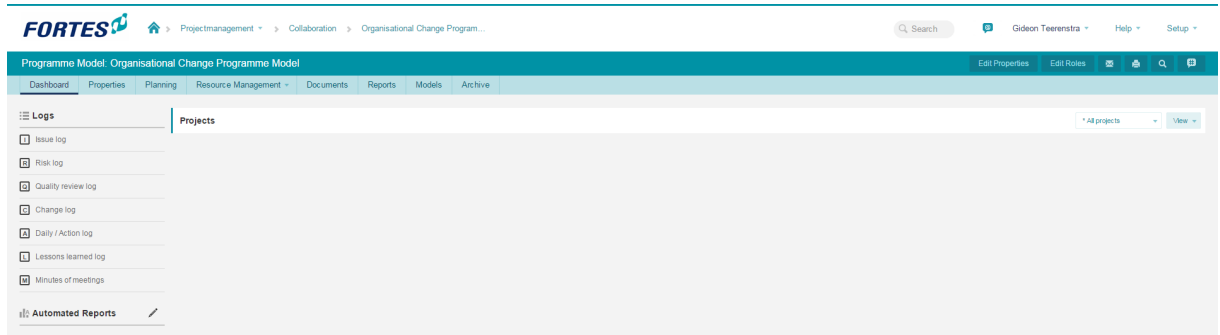 FORTES > Projectmanagement > Collaboration > Organisational Change Program... Search Gideon Teerenstra Help Setup
Programme Model: Organisational Change Programme Model Edit Properties Edit Roles
Dashboard Properties Planning Resource Management Documents Reports Models Archive
Logs
Projects * All projects View
I Issue log
R Risk log
Q Quality review log
C Change log
A Daily / Action log
L Lessons learned log
M Minutes of meetings
Automated Reports